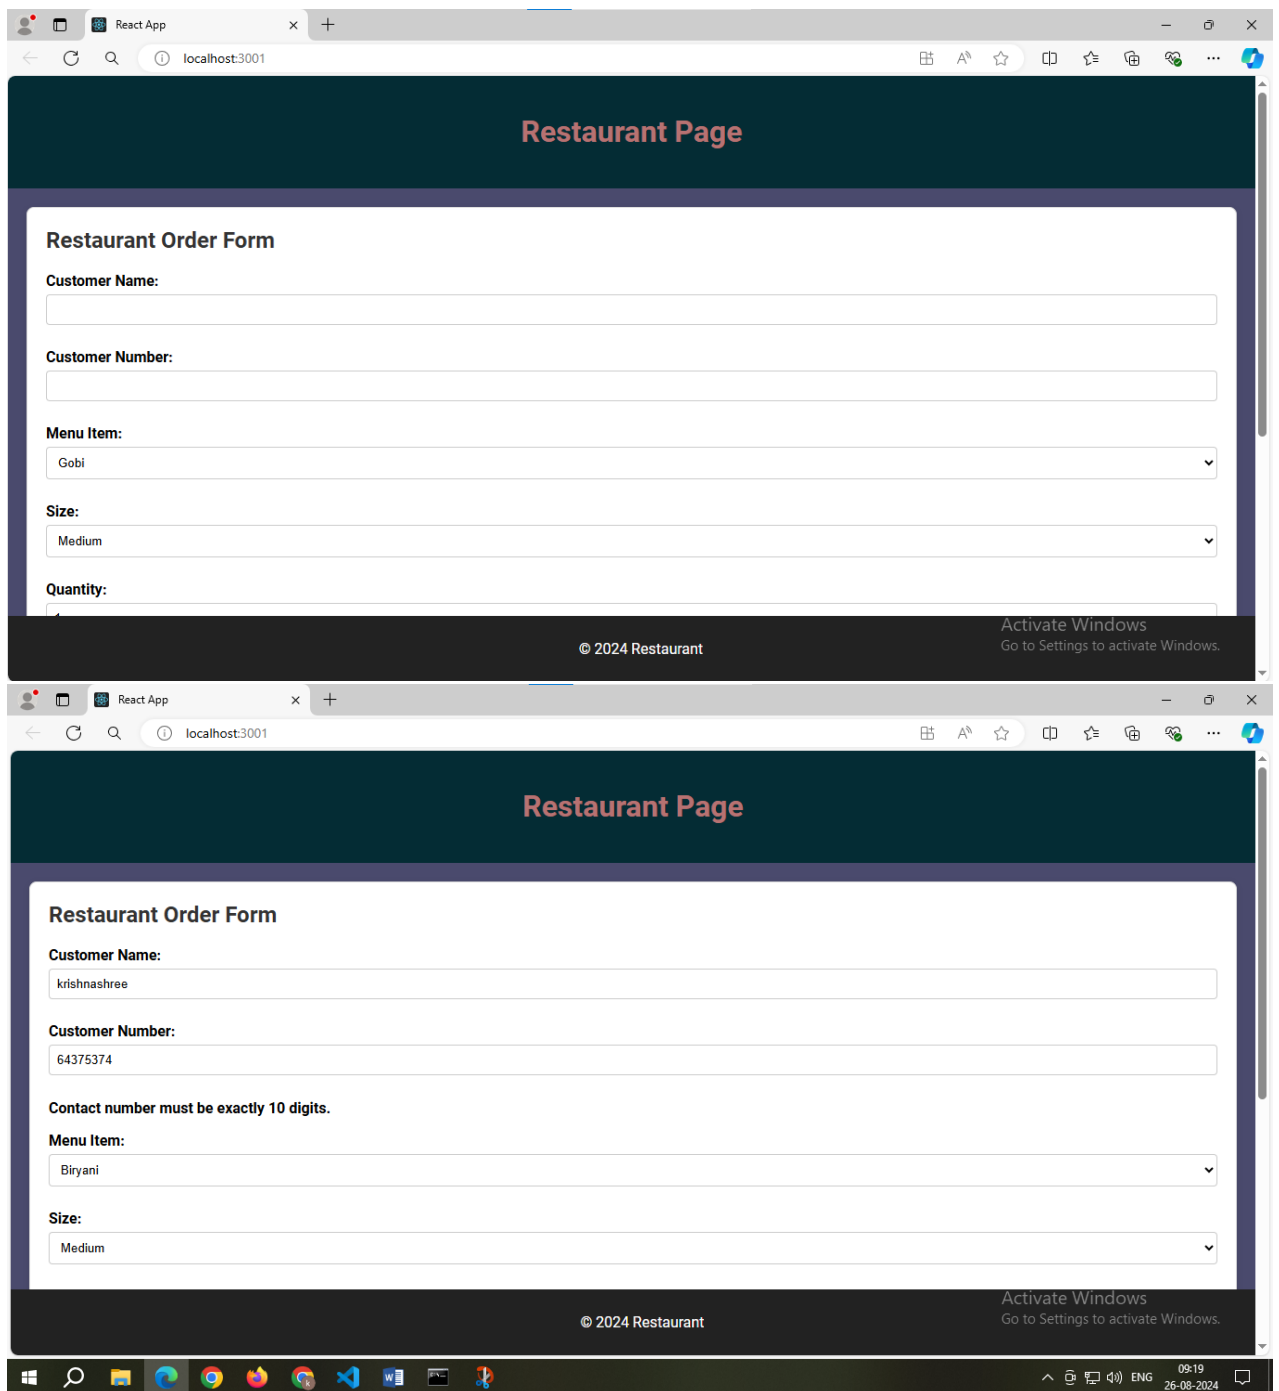 React App
localhost:3001
Restaurant Page
Restaurant Order Form
Customer Name:
Customer Number:
Menu Item:
Gobi
Size:
Medium
Quantity:
© 2024 Restaurant
Activate Windows
Go to Settings to activate Windows.
React App
localhost:3001
Restaurant Page
Restaurant Order Form
Customer Name:
krishnashree
Customer Number:
64375374
Contact number must be exactly 10 digits.
Menu Item:
Biryani
Size:
Medium
© 2024 Restaurant
Activate Windows
Go to Settings to activate Windows.
ENG
09:19
26-08-2024